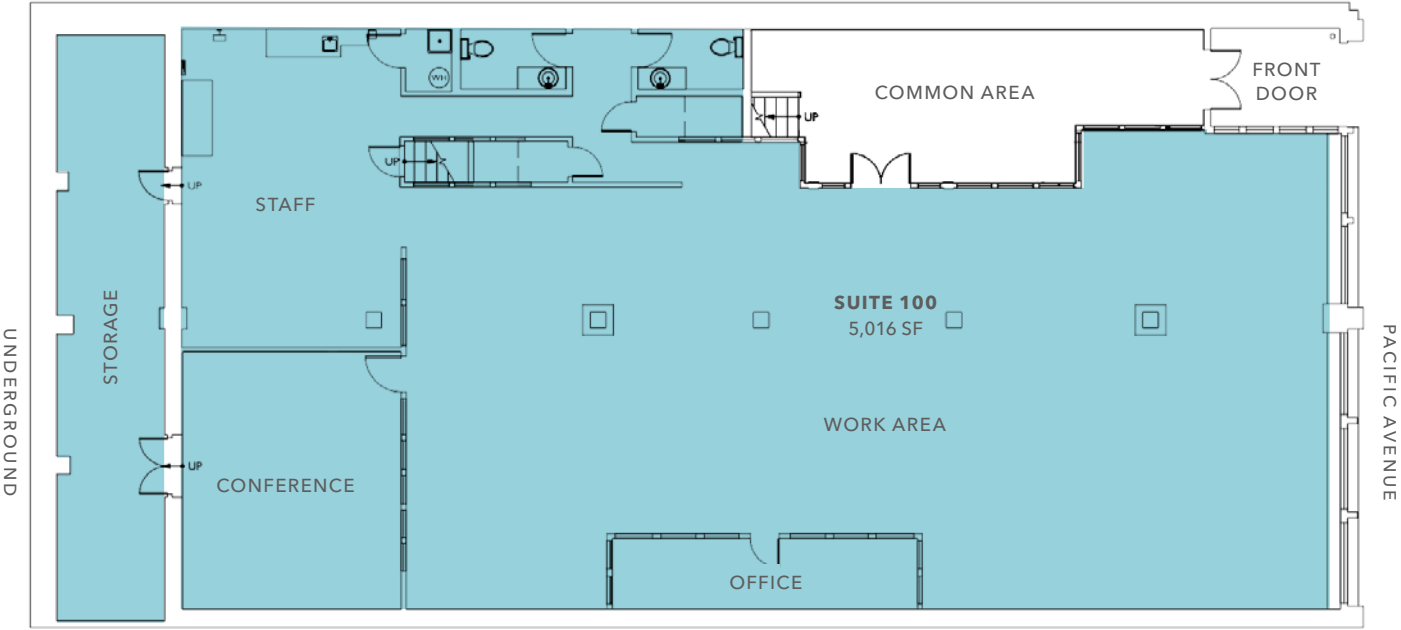 WH
COMMON AREA
FRONT
DOOR
UP
UP
UP
STAFF
STORAGE
UNDERGROUND
SUITE 100
5,016 SF
PACIFIC AVENUE
WORK AREA
UP
CONFERENCE
OFFICE